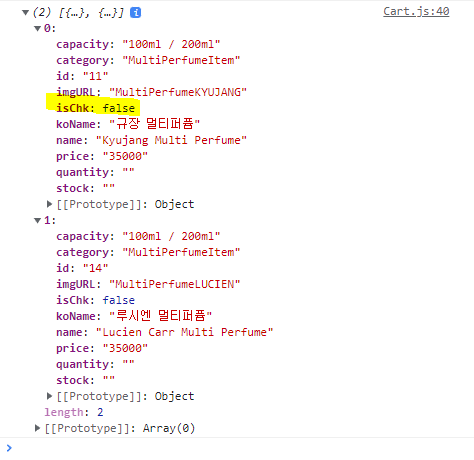 (2) [{…}, {…}] i Cart.js:40
0:
capacity: "100ml / 200ml"
category: "MultiPerfumeItem"
id: "11"
imgURL: "MultiPerfumeKYUJANG"
isChk: false
koName: "규장 멀티퍼퓸"
name: "Kyujang Multi Perfume"
price: "35000"
quantity: ""
stock: ""
[[Prototype]]: Object
1:
capacity: "100ml / 200ml"
category: "MultiPerfumeItem"
id: "14"
imgURL: "MultiPerfumeLUCIEN"
isChk: false
koName: "루시엔 멀티퍼퓸"
name: "Lucien Carr Multi Perfume"
price: "35000"
quantity: ""
stock: ""
[[Prototype]]: Object
length: 2
[[Prototype]]: Array(0)